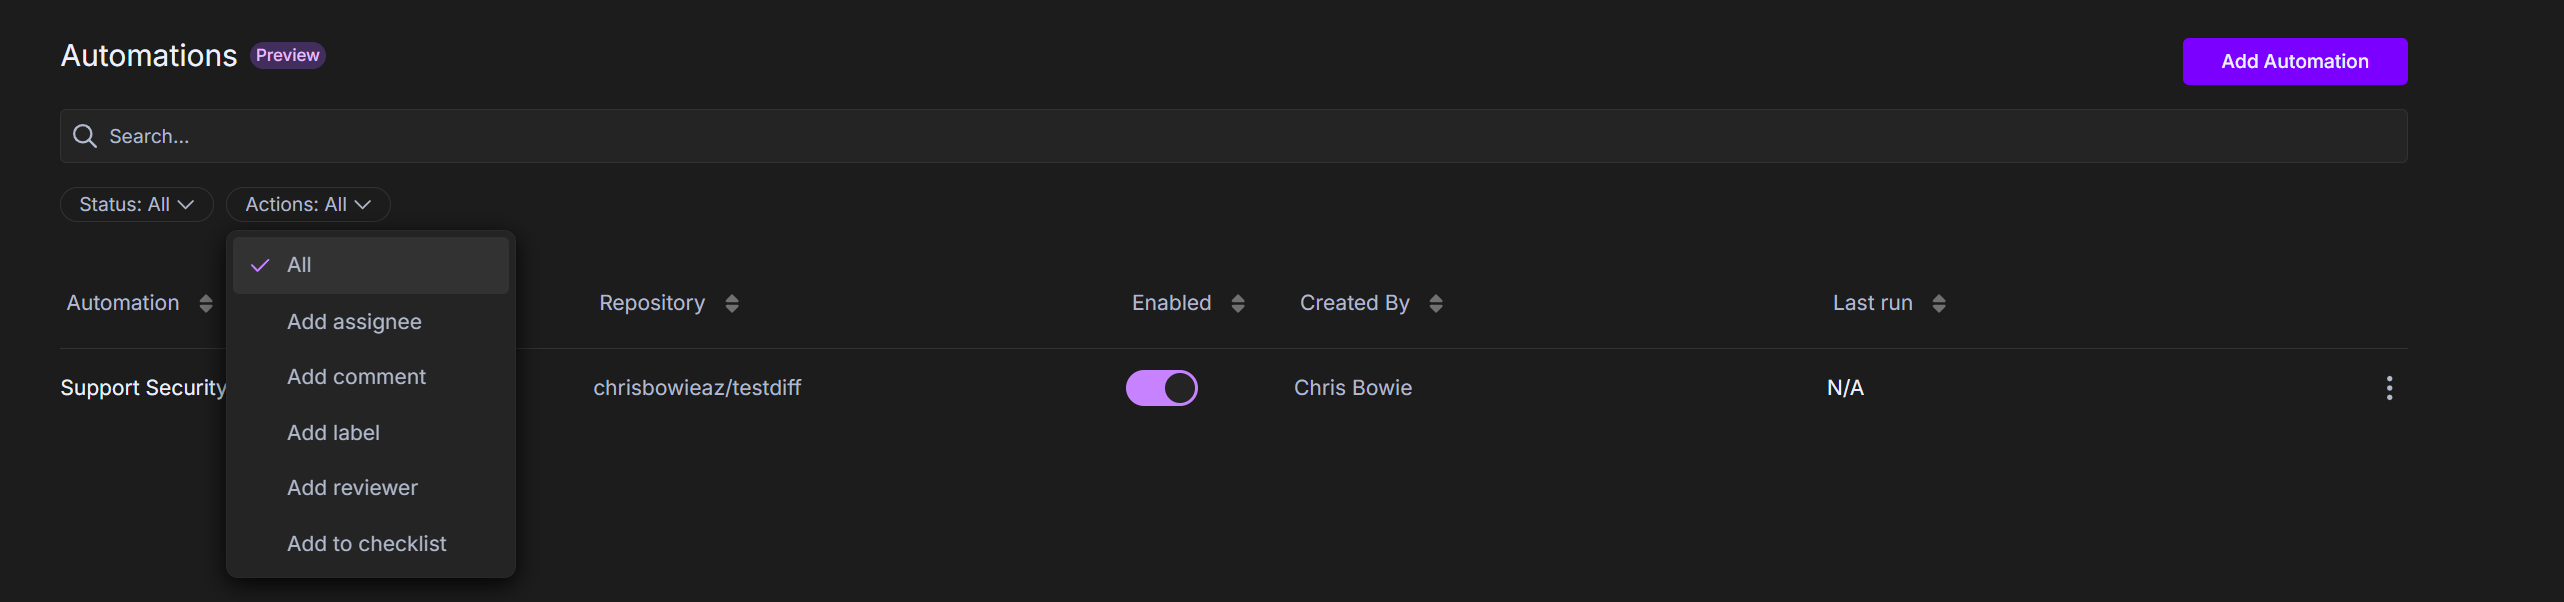 Automations Preview
Add Automation
Search...
Status: All
Actions: All
All
Add assignee
Add comment
Add label
Add reviewer
Add to checklist
Automation
Repository
Enabled
Created By
Last run
Support Security
chrisbowieaz/testdiff
Chris Bowie
N/A